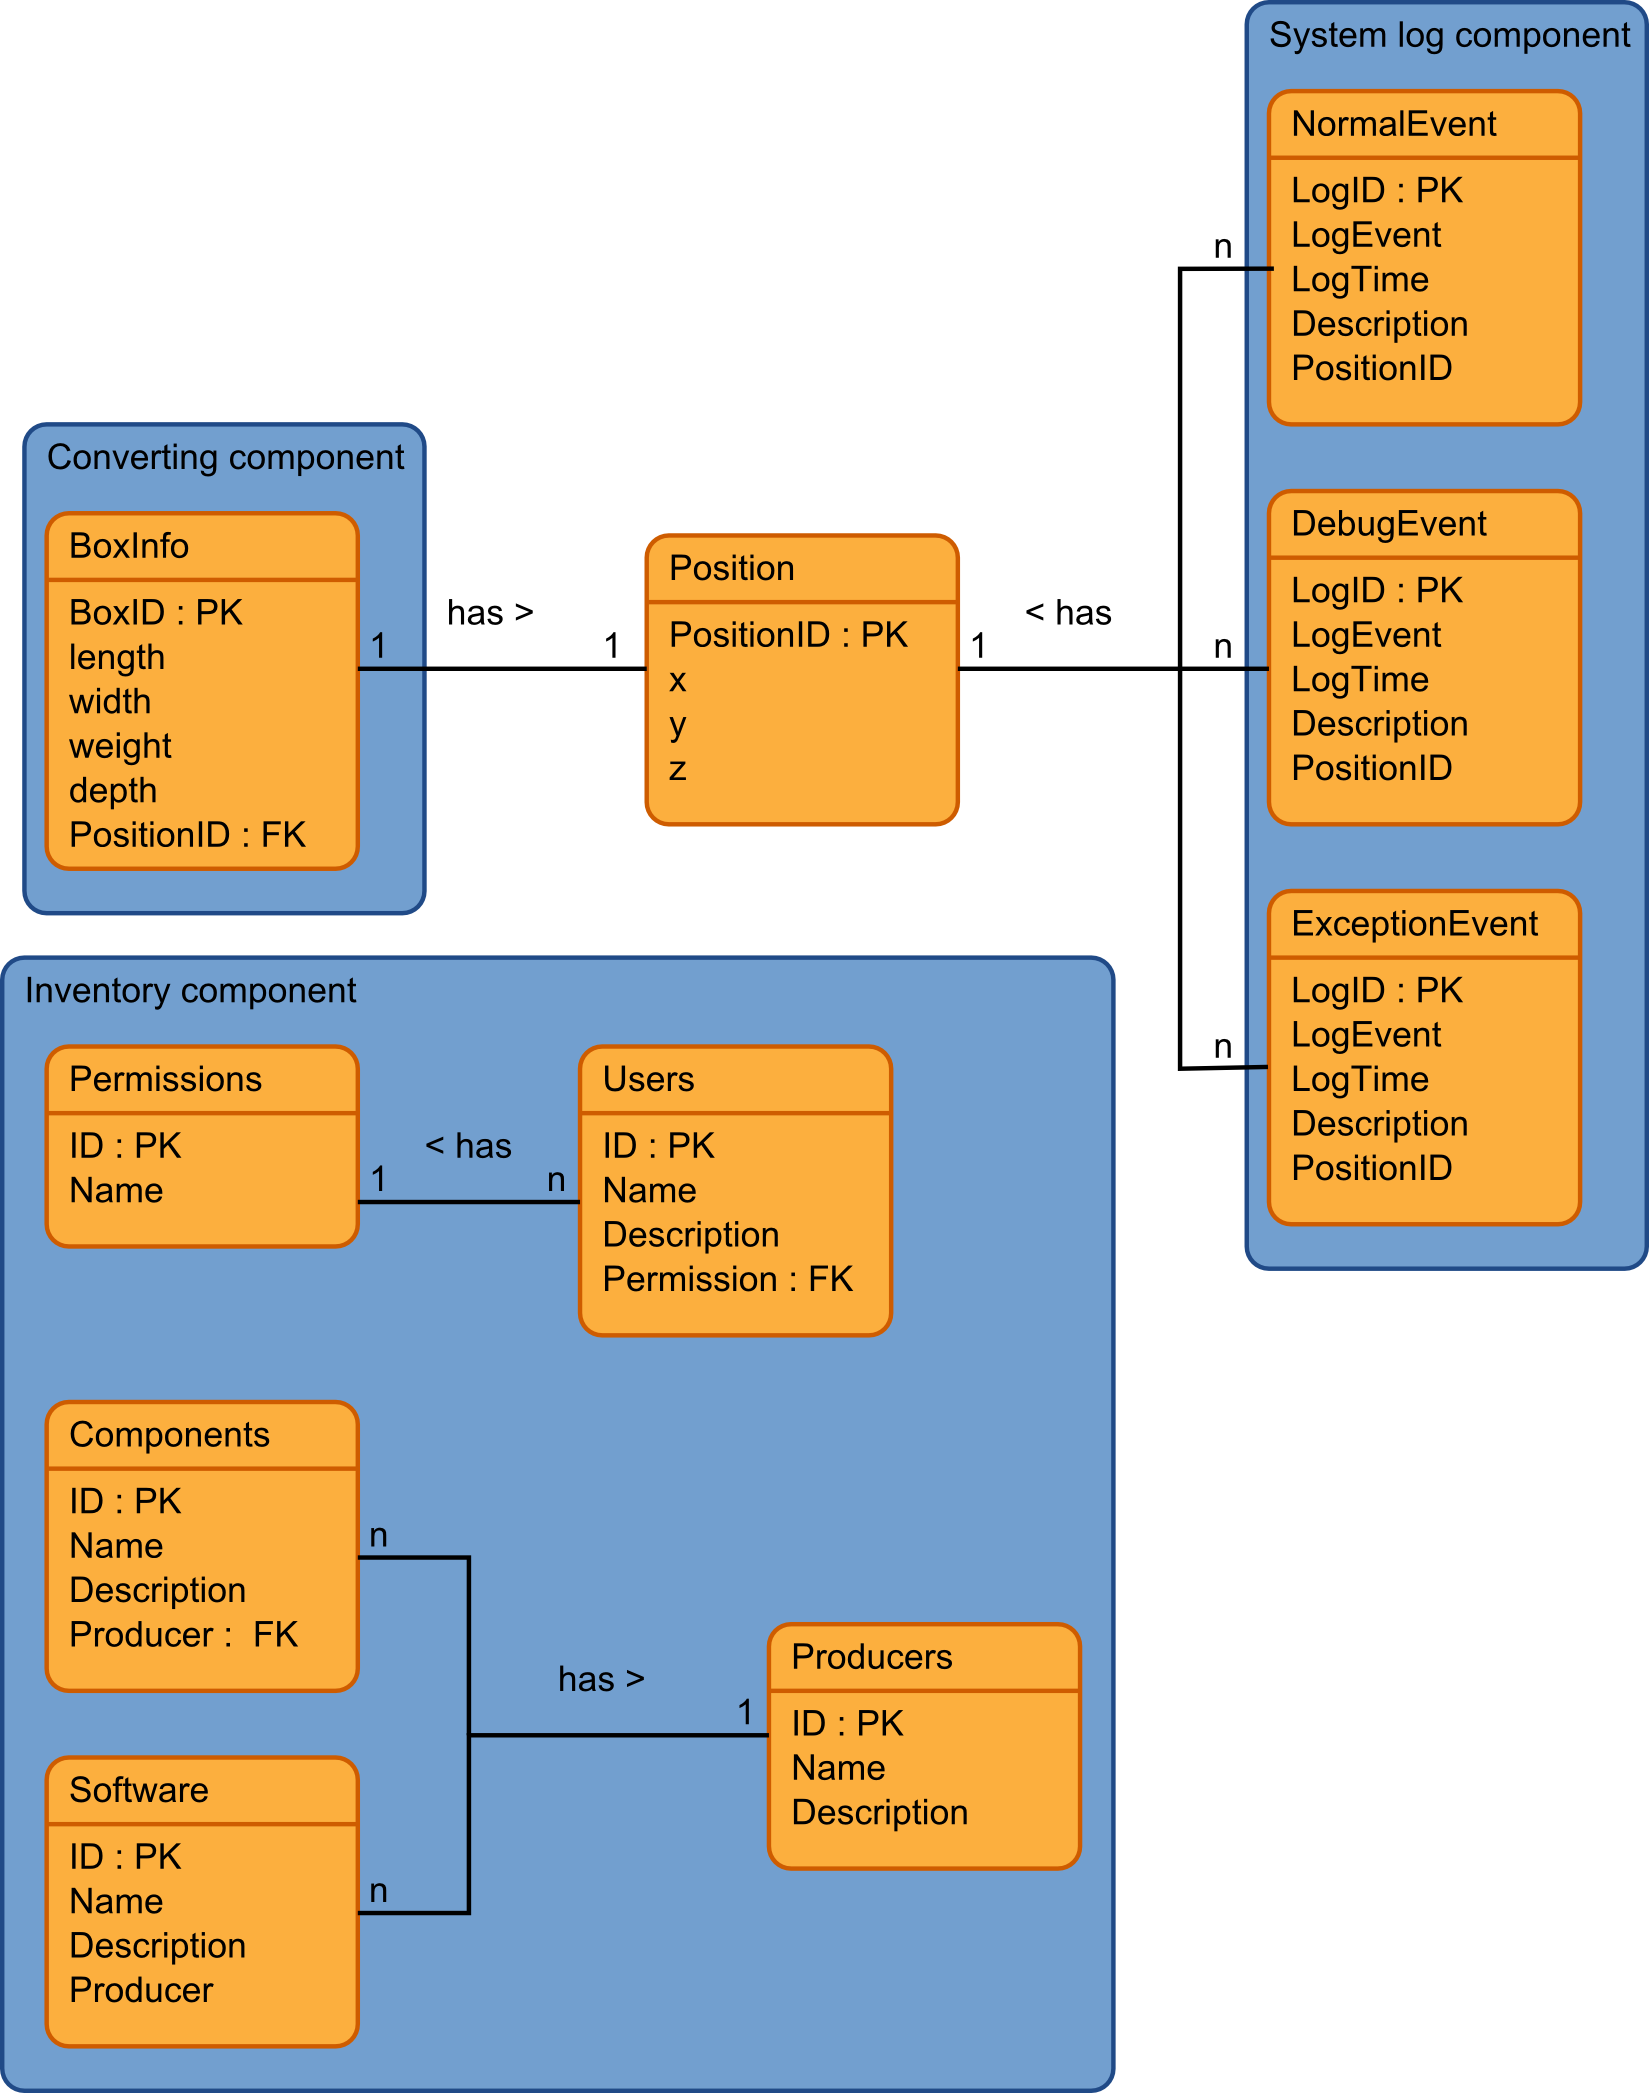 System log component
NormalEvent
LogID : PK
LogEvent
LogTime
Description
PositionID
n
DebugEvent
LogID : PK
LogEvent
LogTime
Description
PositionID
n
ExceptionEvent
LogID : PK
LogEvent
LogTime
Description
PositionID
n
Converting component
BoxInfo
BoxID : PK
length
width
weight
depth
PositionID : FK
1
has >
1
Position
PositionID : PK
x
y
z
1
< has
Inventory component
Permissions
ID : PK
Name
1
< has
n
Users
ID : PK
Name
Description
Permission : FK
Components
ID : PK
Name
Description
Producer :  FK
n
has >
1
Producers
ID : PK
Name
Description
Software
ID : PK
Name
Description
Producer
n